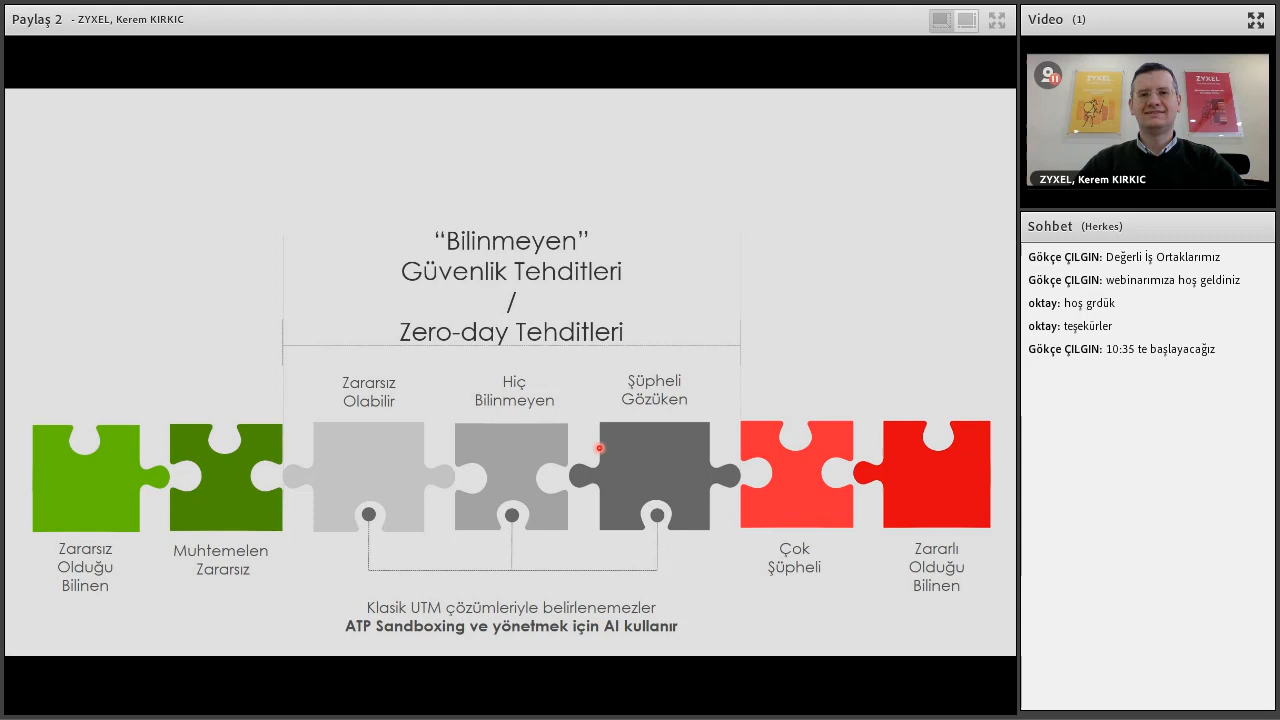 Paylaş 2 - ZYXEL, Kerem KIRKIC
“Bilinmeyen”
Güvenlik Tehditleri
/
Zero-day Tehditleri
Zararsız
Olabilir
Hiç
Bilinmeyen
Şüpheli
Gözüken
Zararsız
Olduğu
Bilinen
Muhtemelen
Zararsız
Çok
Şüpheli
Zararlı
Olduğu
Bilinen
Klasik UTM çözümleriyle belirlenemezler
ATP Sandboxing ve yönetmek için AI kullanır
Video (1)
ZYXEL
ZYXEL
ZYXEL, Kerem KIRKIC
Sohbet (Herkes)
Gökçe ÇILGIN: Değerli İş Ortaklarımız
Gökçe ÇILGIN: webinarımıza hoş geldiniz
oktay: hoş grdük
oktay: teşekürler
Gökçe ÇILGIN: 10:35 te başlayacağız